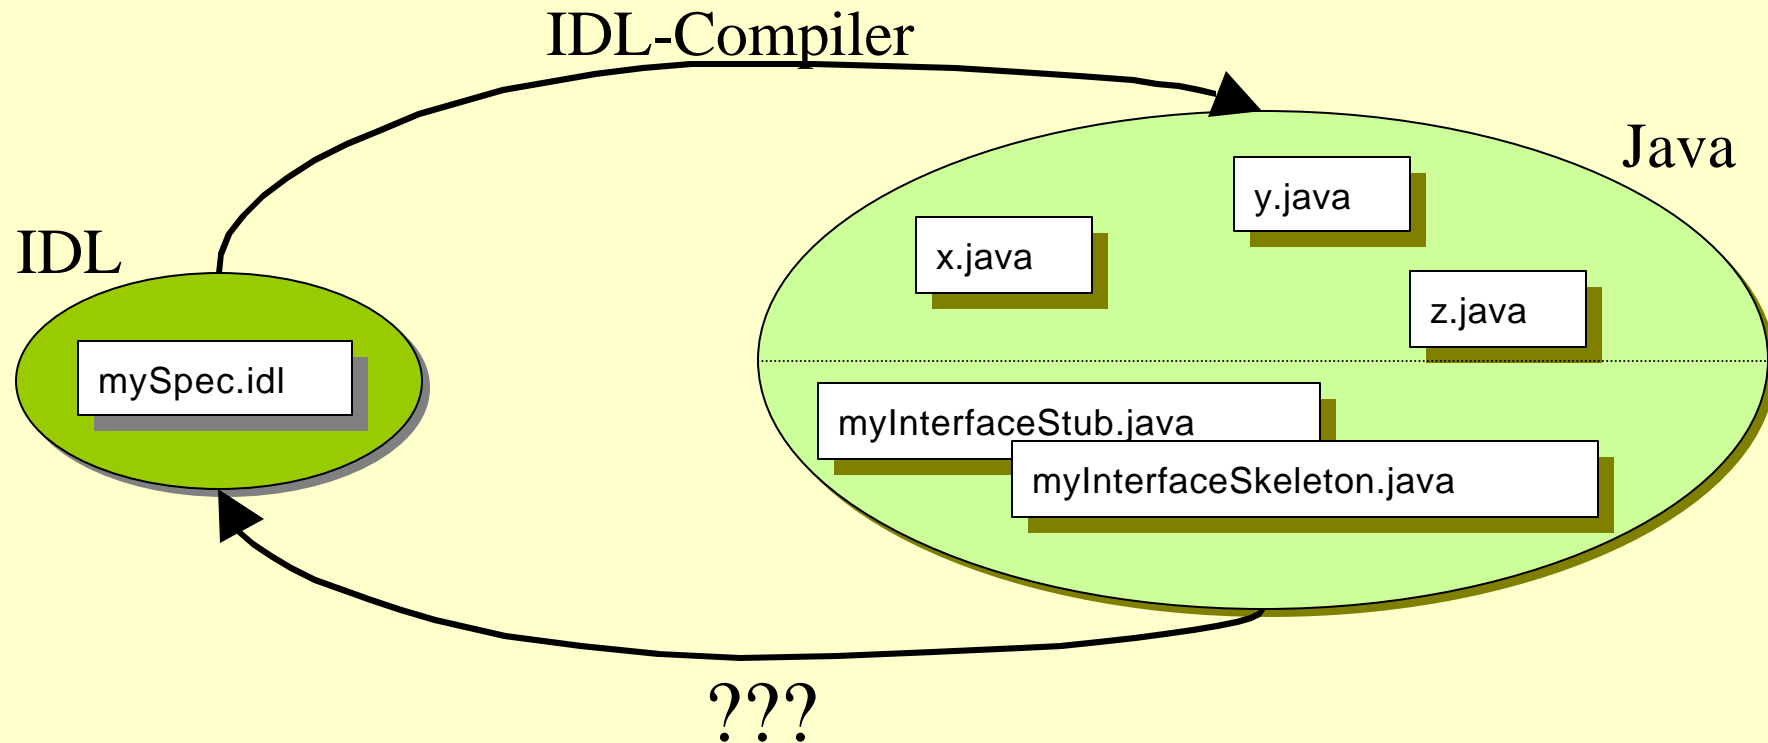 IDL-Compiler
Java
y.java
x.java
IDL
z.java
mySpec.idl
myInterfaceStub.java
myInterfaceSkeleton.java
???